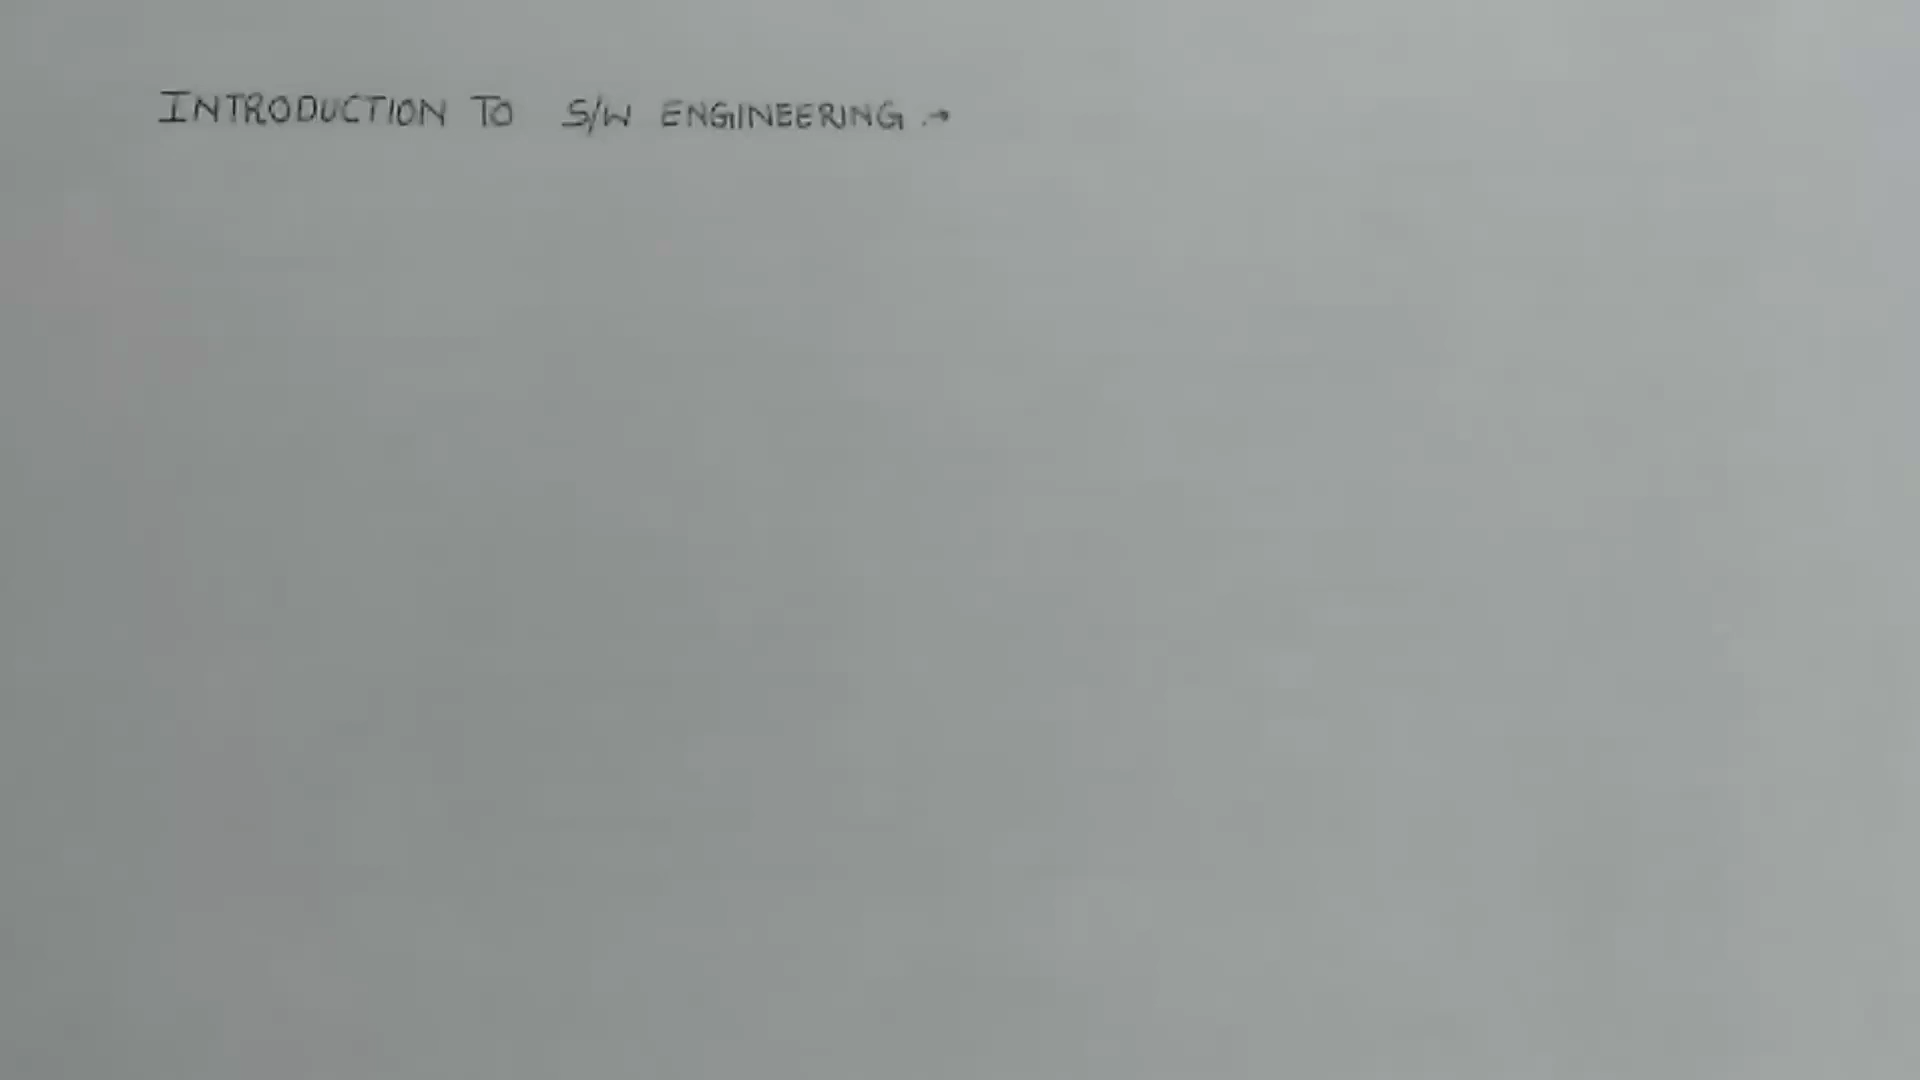 INTRODUCTION TO S/W ENGINEERING :→